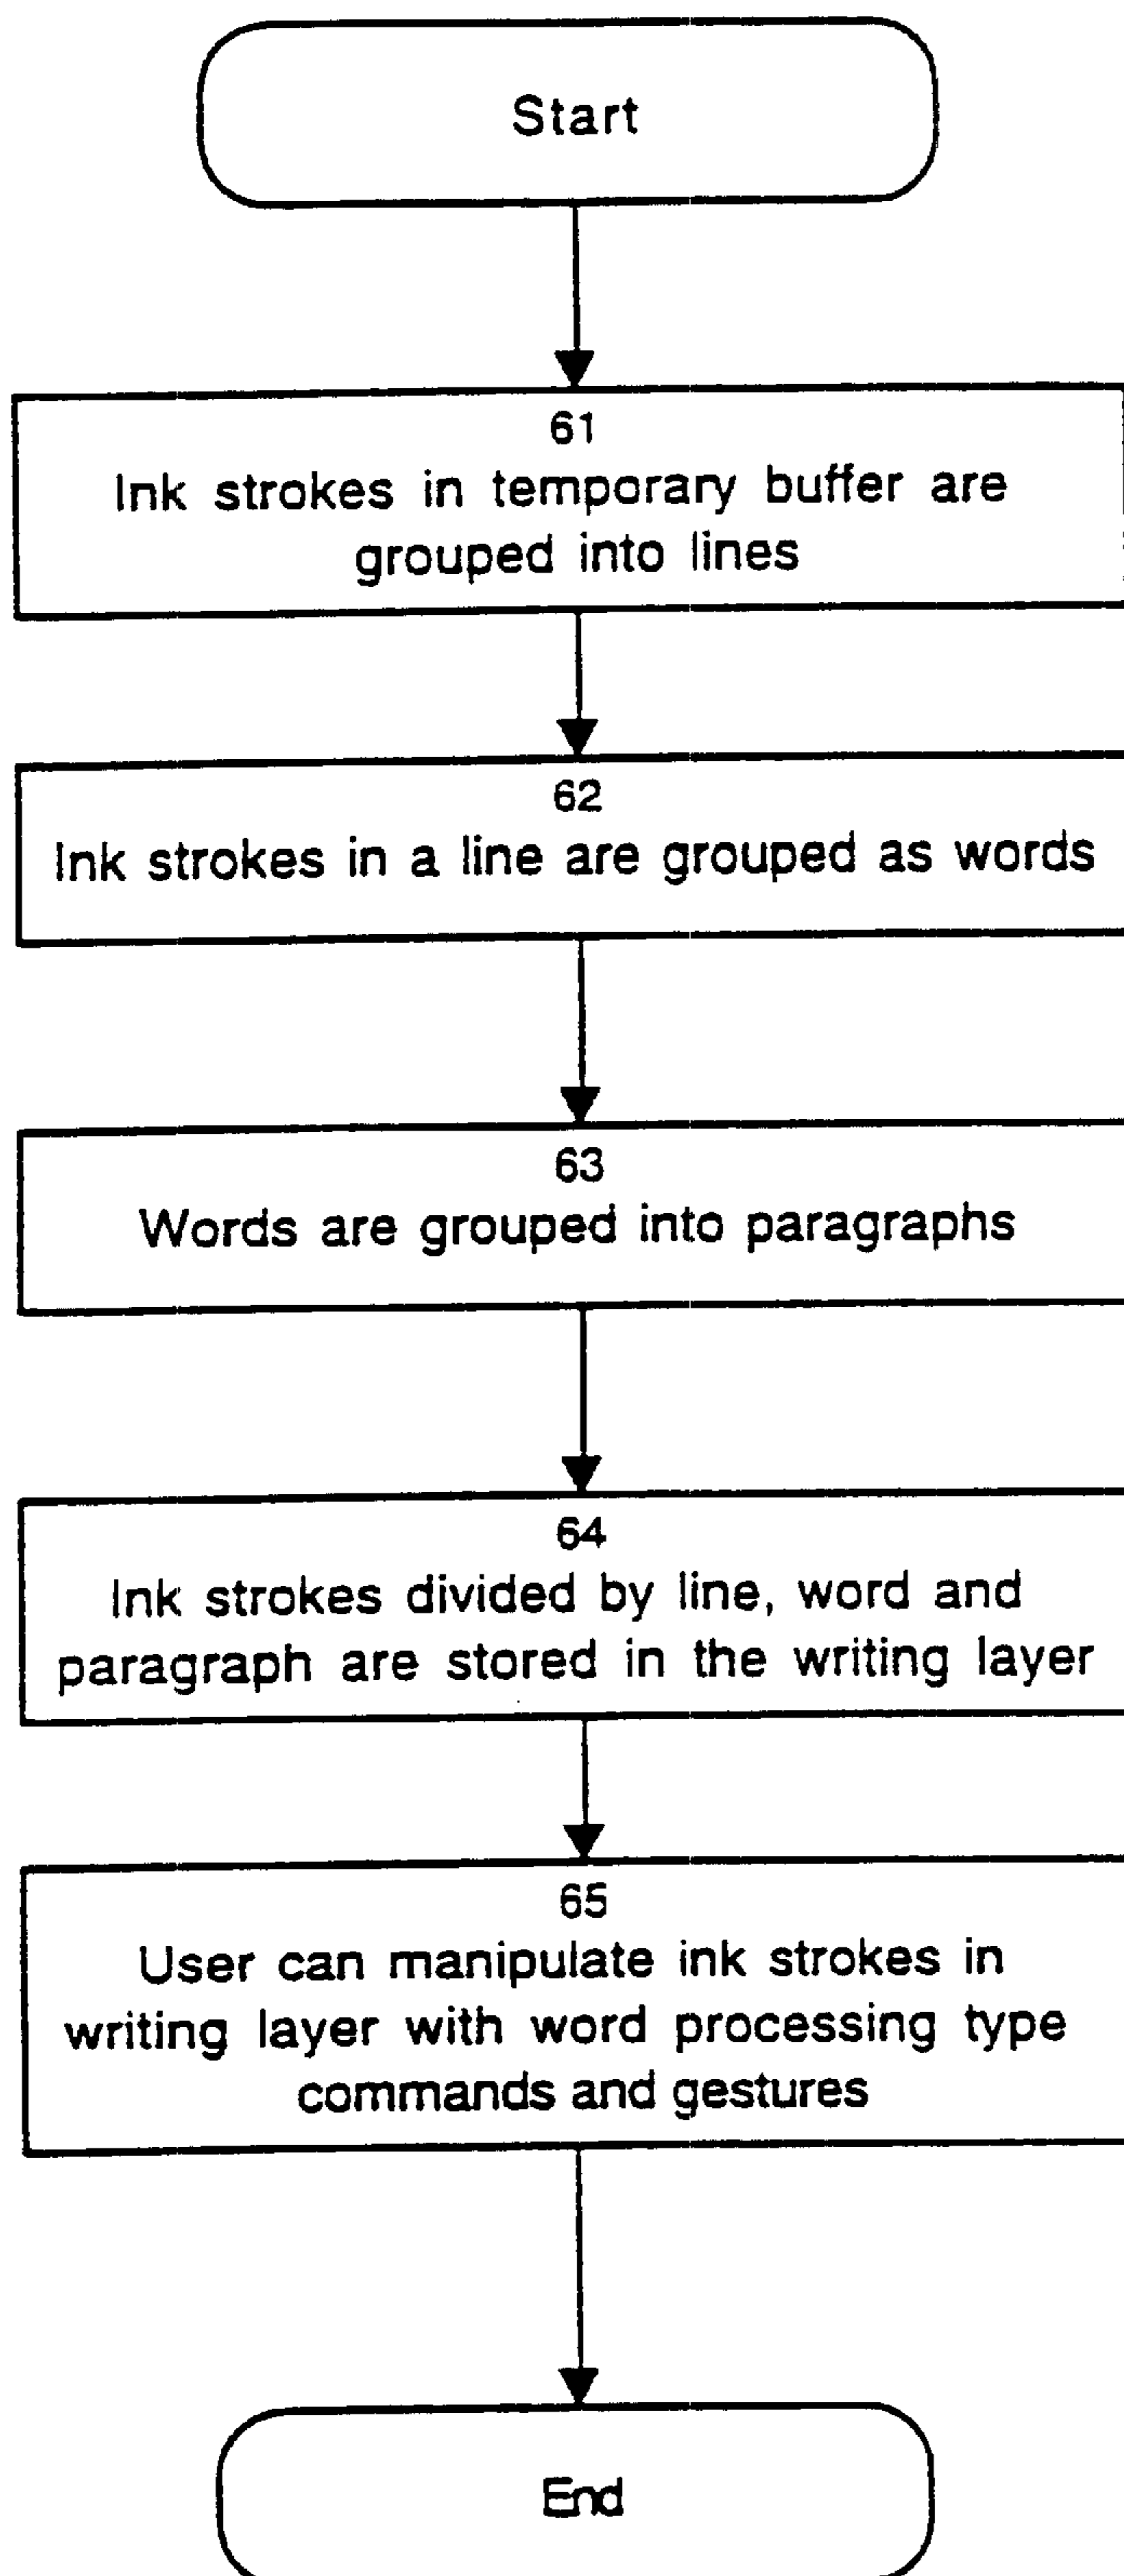 Start
61
Ink strokes in temporary buffer are
grouped into lines
62
Ink strokes in a line are grouped as words
63
Words are grouped into paragraphs
64
Ink strokes divided by line, word and
paragraph are stored in the writing layer
65
User can manipulate ink strokes in
writing layer with word processing type
commands and gestures
End